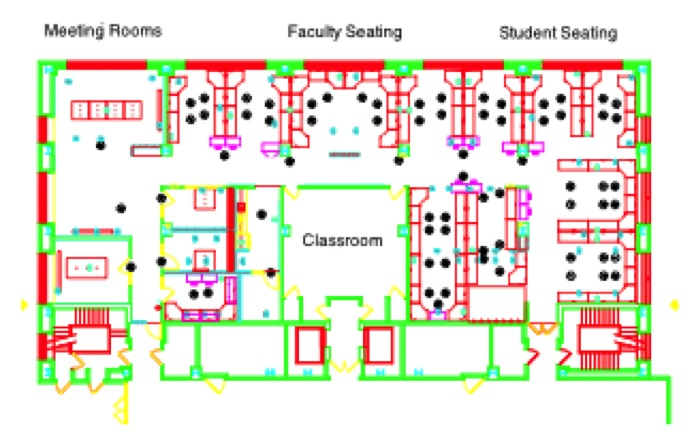 Meeting Rooms
Faculty Seating
Student Seating
Classroom